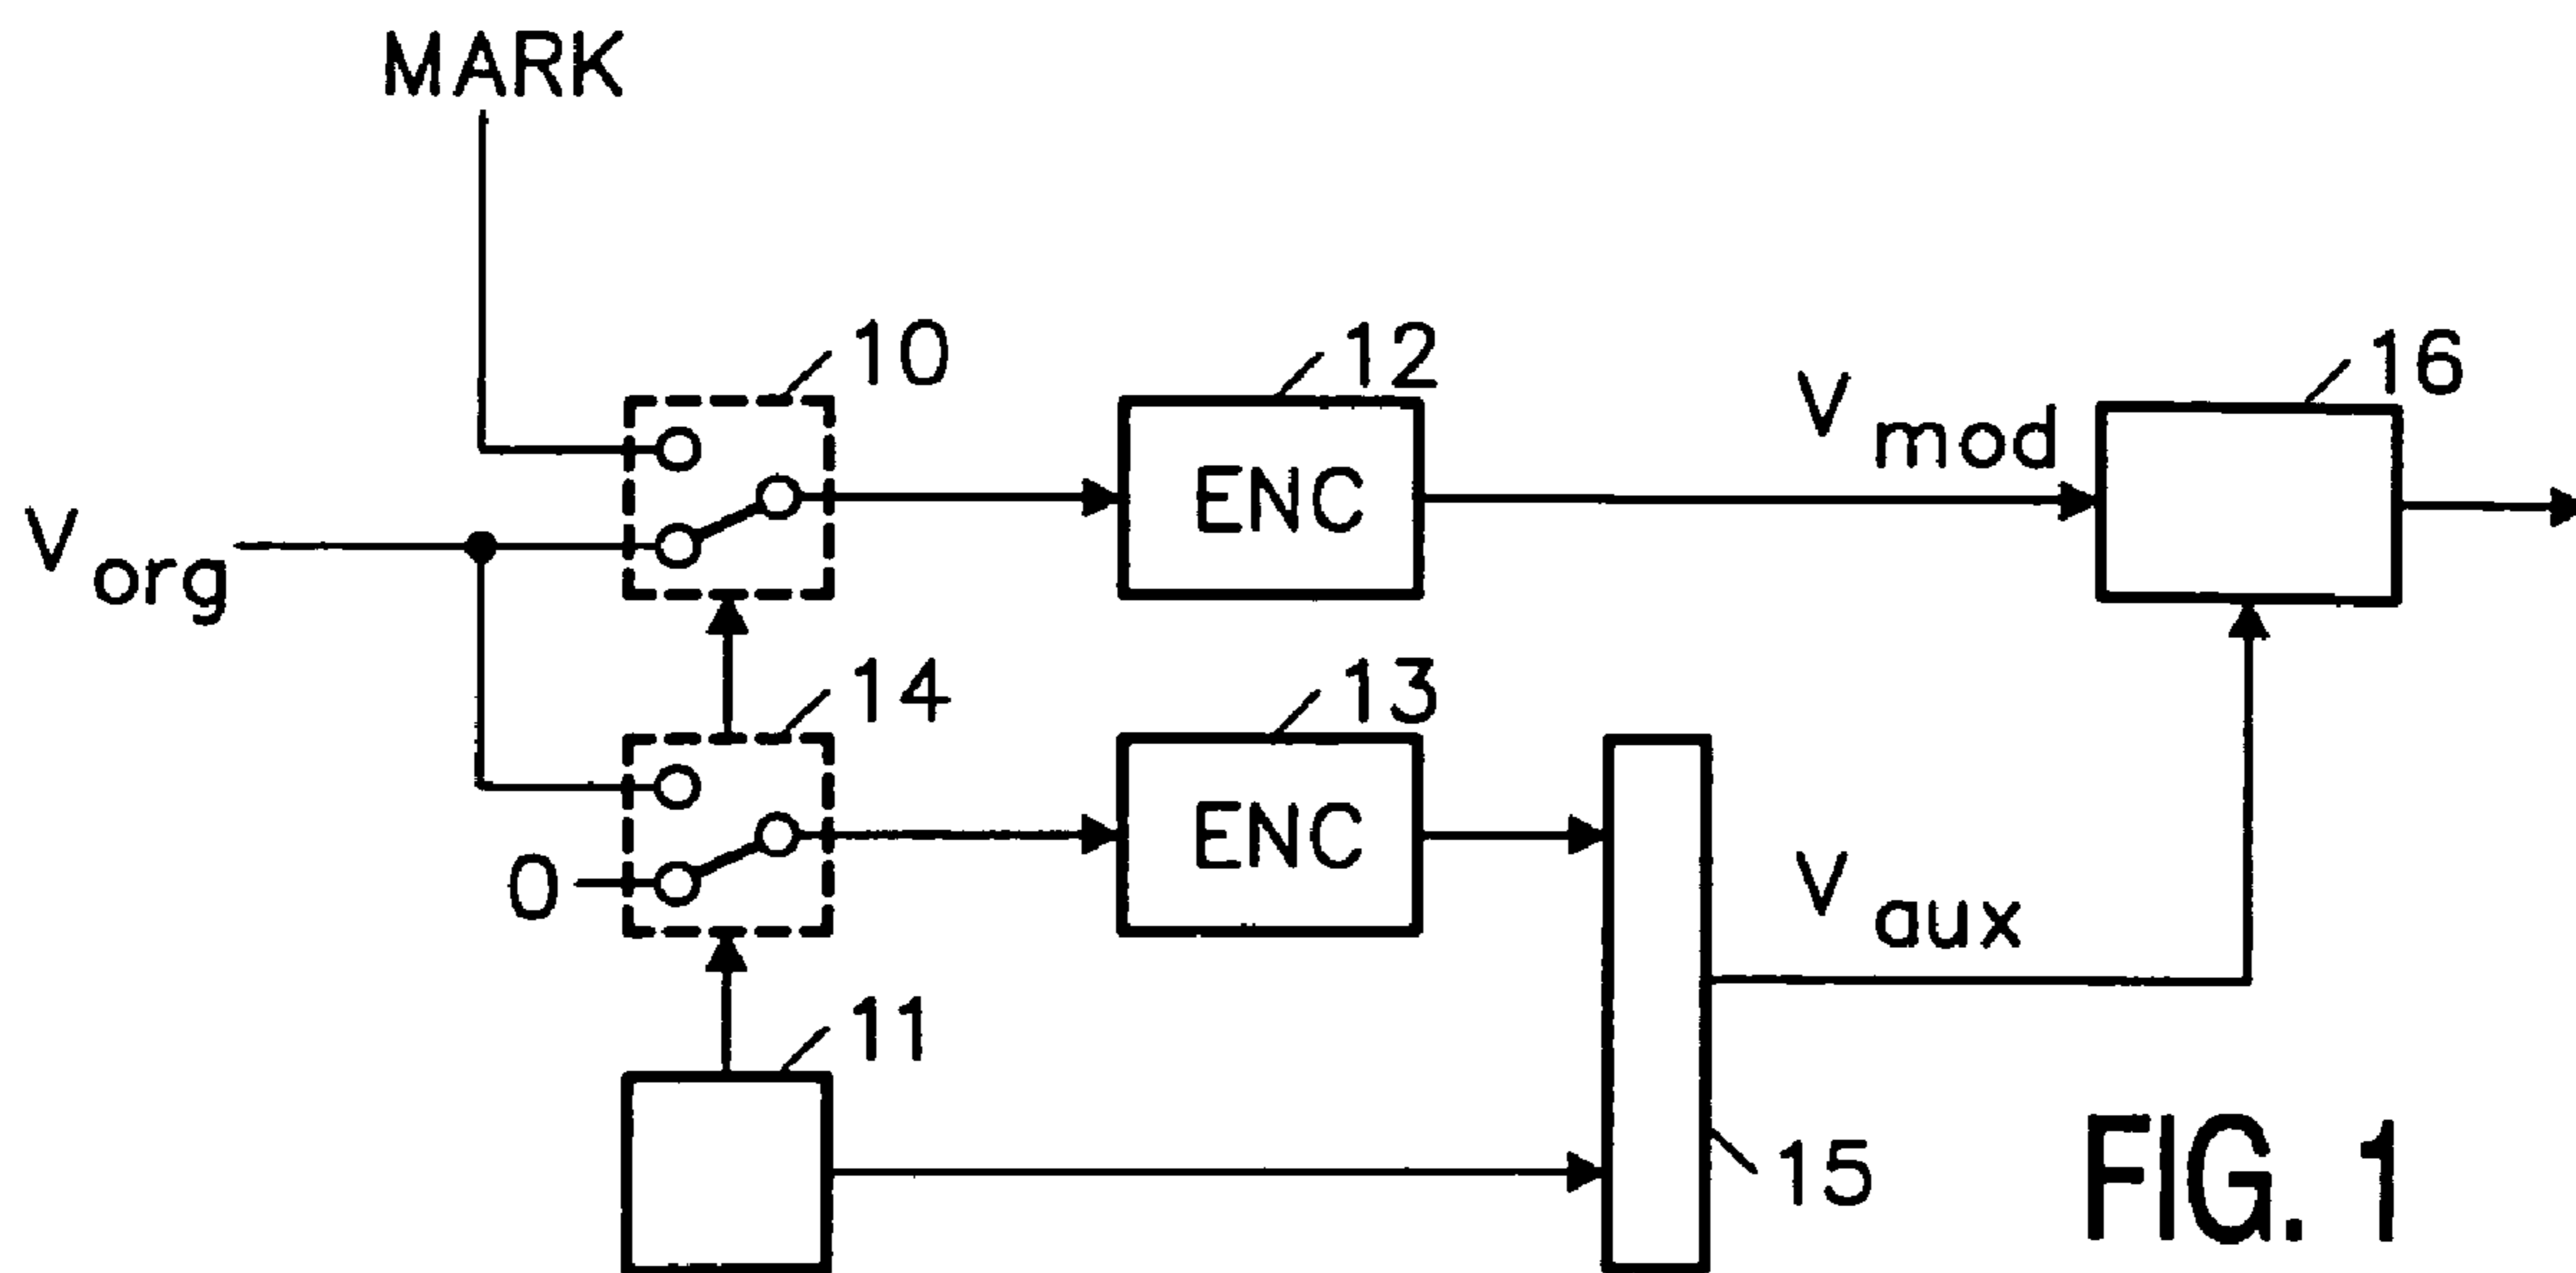 MARK
10
12
16
V mod
ENC
V org
14
13
ENC
0
V aux
11
15
FIG. 1